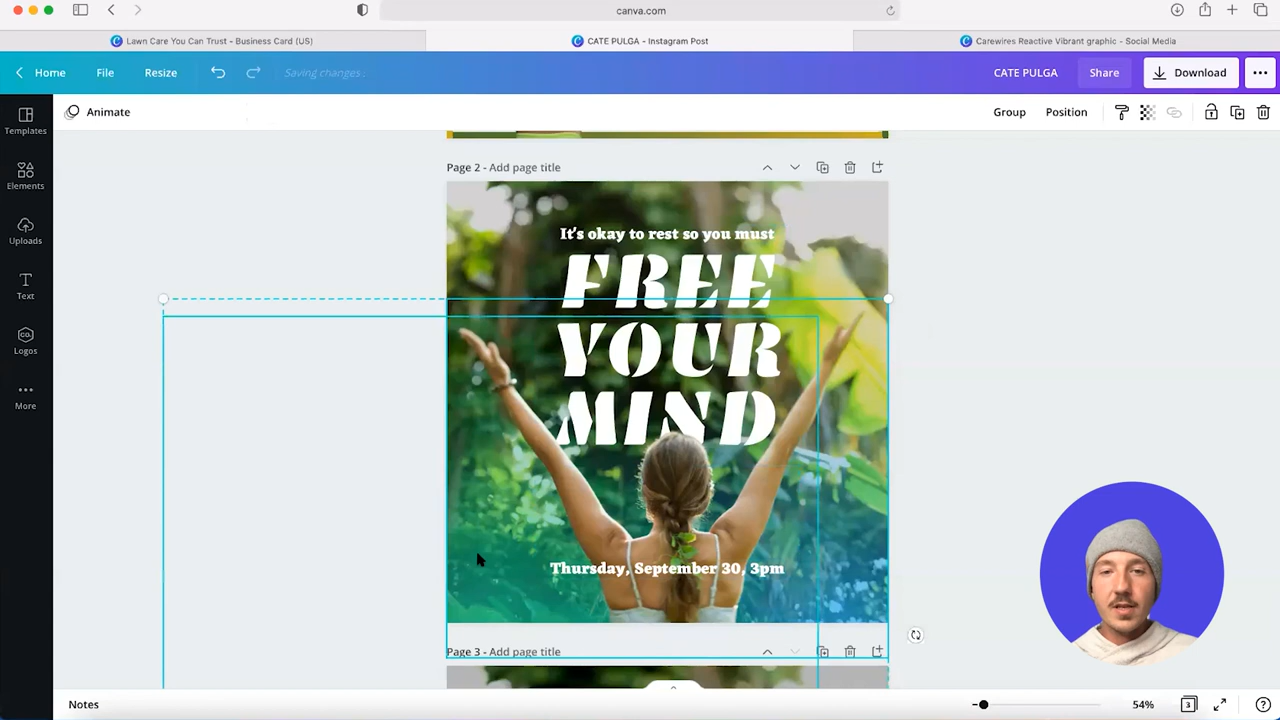 canva.com
Lawn Care You Can Trust - Business Card (US)
CATE PULGA - Instagram Post
Carewires Reactive Vibrant graphic - Social Media
Home
File
Resize
Saving changes...
CATE PULGA
Share
Download
Animate
Group
Position
Templates
Elements
Uploads
Text
Logos
More
Page 2 - Add page title
It's okay to rest so you must
FREE
YOUR
MIND
Thursday, September 30, 3pm
Page 3 - Add page title
Notes
54%
3